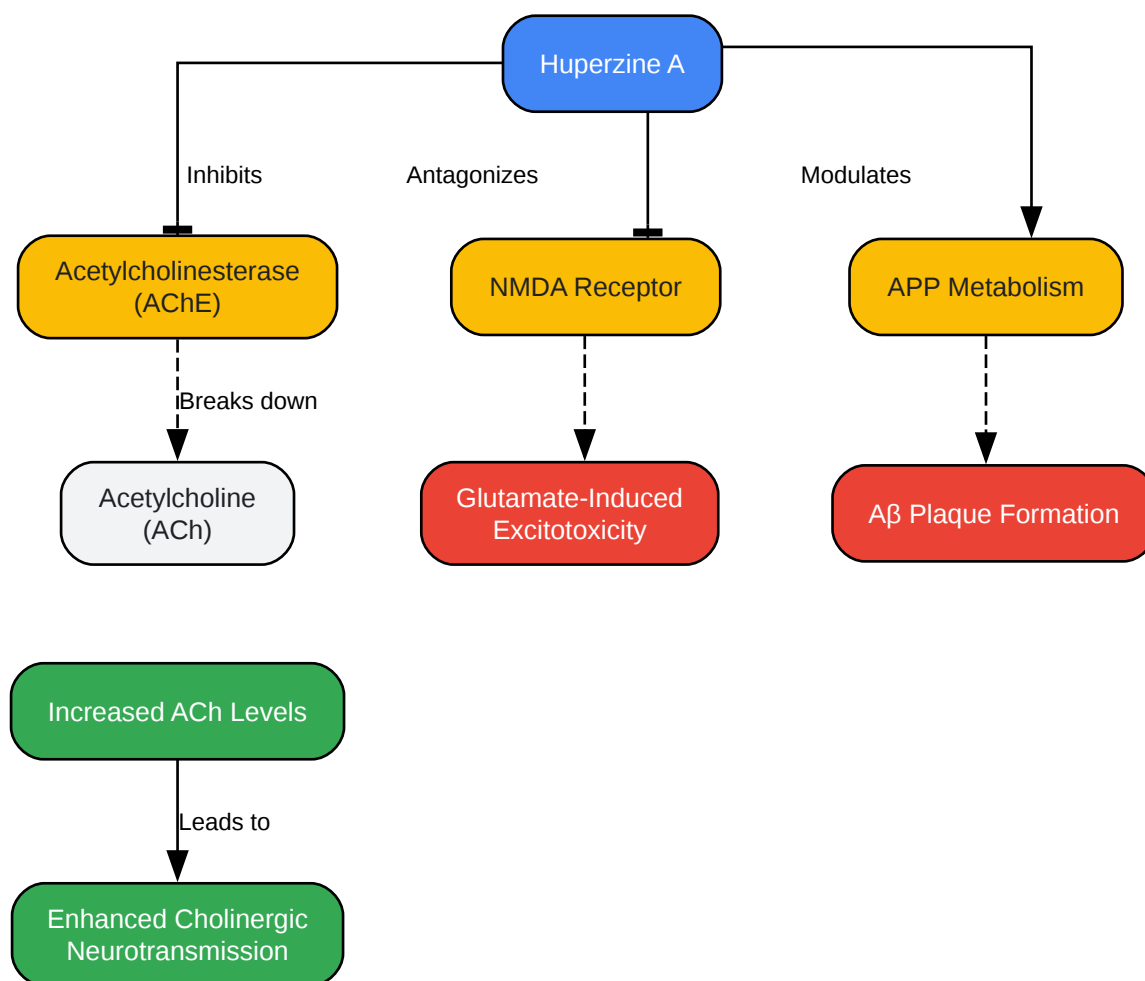 Huperzine A
Inhibits
Antagonizes
Modulates
Acetylcholinesterase
(AChE)
NMDA Receptor
APP Metabolism
Breaks down
Acetylcholine
(ACh)
Glutamate-Induced
Excitotoxicity
Aβ Plaque Formation
Increased ACh Levels
Leads to
Enhanced Cholinergic
Neurotransmission